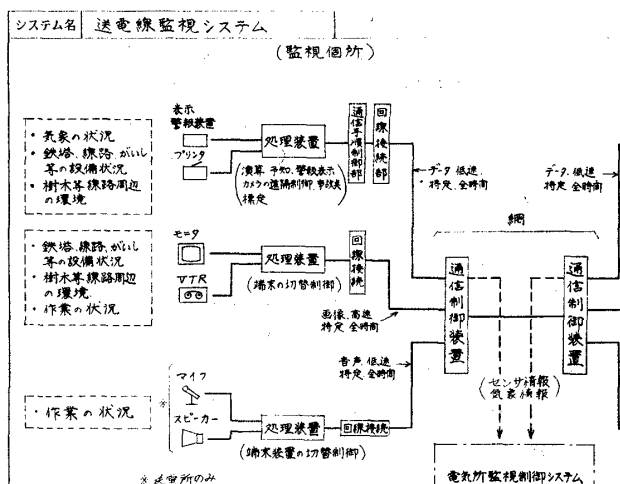 システム名 送電線監視システム
(監視個所)
・気象の状況
・鉄塔、線路、がいし
等の設備状況
・樹木等線路周辺
の環境
表示
警報装置
プリンタ
処理装置
(演算、予知、警報表示
カメラの遠隔制御、事故点
標定)
通信手順制御部
回線接続部
データ、低速
特定、全時間
データ、低速
特定、全時間
網
・鉄塔、線路、がいし
等の設備状況
・樹木等線路周辺
の環境
・作業の状況
モニタ
VTR
処理装置
(端末の切替制御)
回線接続
画像、高速
特定、全時間
通信制御装置
通信制御装置
音声、低速
特定、全時間
(センサ情報
気象情報)
・作業の状況
※
マイク
スピーカー
処理装置
(端末装置の切替制御)
回線接続
電気所監視制御システム